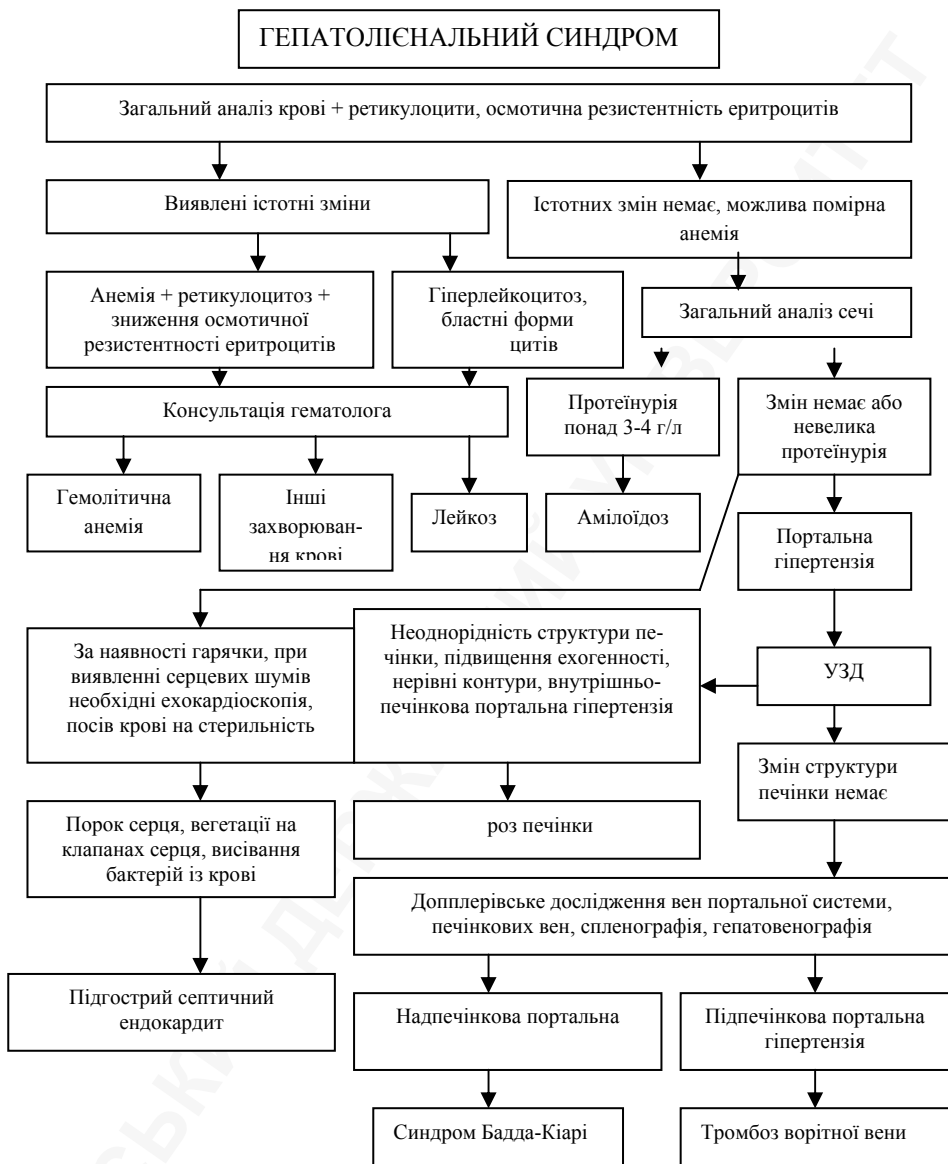 ГЕПАТОЛІЄНАЛЬНИЙ СИНДРОМ
Загальний аналіз крові + ретикулоцити, осмотична резистентність еритроцитів
Виявлені істотні зміни
Істотних змін немає, можлива помірна
анемія
Анемія + ретикулоцитоз +
зниження осмотичної
резистентності еритроцитів
Гіперлейкоцитоз,
бластні форми
цитів
Загальний аналіз сечі
Консультація гематолога
Протеїнурія
понад 3-4 г/л
Змін немає або
невелика
протеїнурія
Гемолітична
анемія
Інші
захворюван-
ня крові
Лейкоз
Амілоїдоз
Портальна
гіпертензія
За наявності гарячки, при
виявленні серцевих шумів
необхідні ехокардіоскопія,
посів крові на стерильність
Неоднорідність структури пе-
чінки, підвищення ехогенності,
нерівні контури, внутрішньо-
печінкова портальна гіпертензія
УЗД
Змін структури
печінки немає
Порок серця, вегетації на
клапанах серця, висівання
бактерій із крові
роз печінки
Допплерівське дослідження вен портальної системи,
печінкових вен, спленографія, гепатовенографія
Підгострий септичний
ендокардит
Надпечінкова портальна
Підпечінкова портальна
гіпертензія
Синдром Бадда-Кіарі
Тромбоз ворітної вени